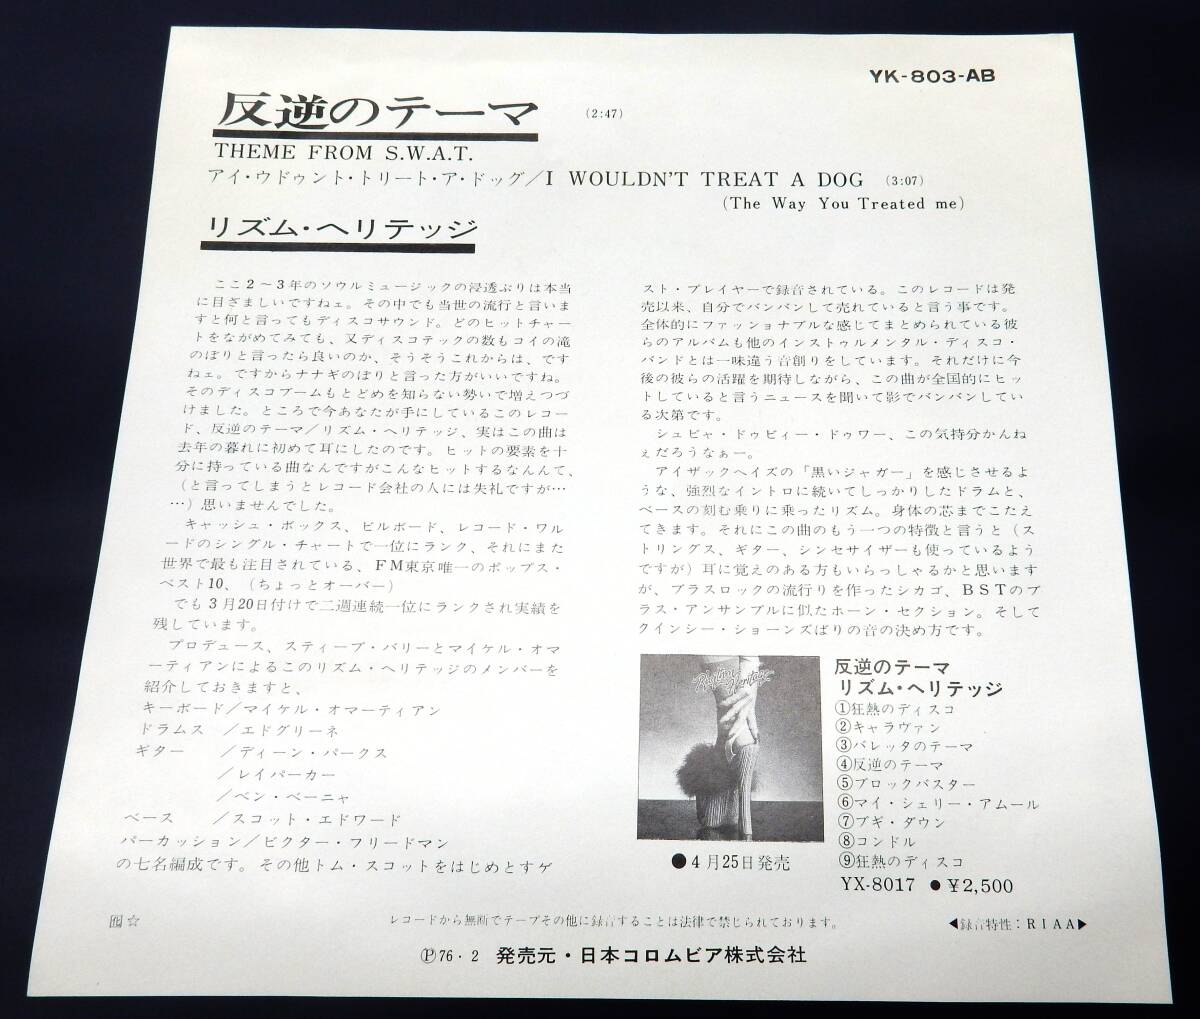 YK-803-AB
反逆のテーマ (2:47)
THEME FROM S.W.A.T.
アイ・ウドゥント・トリート・ア・ドッグ/I WOULDN'T TREAT A DOG (3:07)
(The Way You Treated me)
リズム・ヘリテッジ
ここ2〜3年のソウルミュージックの浸透ぶりは本当
に目ざましいですねェ。その中でも当世の流行と言いま
すと何と言ってもディスコサウンド。どのヒットチャー
トをながめてみても、又ディスコテックの数もコイの滝
のぼりと言ったら良いのか、そうそうこれからは、です
ねェ。ですからナナギのぼりと言った方がいいですね。
そのディスコブームもとどめを知らない勢いで増えつづ
けました。ところで今あなたが手にしているこのレコー
ド、反逆のテーマ/リズム・ヘリテッジ、実はこの曲は
去年の暮れに初めて耳にしたのです。ヒットの要素を十
分に持っている曲なんですがこんなヒットするなんんて、
(と言ってしまうとレコード会社の人には失礼ですが…
…)思いませんでした。
キャッシュ・ボックス、ビルボード、レコード・ワル
ードのシングル・チャートで一位にランク、それにまた
世界で最も注目されている、FM東京唯一のポップス・
ベスト10、(ちょっとオーバー)
でも3月20日付けで二週連続一位にランクされ実績を
残しています。
プロデュース、スティーブ・バリーとマイケル・オマ
ーティアンによるこのリズム・ヘリテッジのメンバーを
紹介しておきますと、
キーボード/マイケル・オマーティアン
ドラムス /エドグリーネ
ギター /ディーン・パークス
/レイパーカー
/ベン・ベーニャ
ベース /スコット・エドワード
パーカッション/ビクター・フリードマン
の七名編成です。その他トム・スコットをはじめとすゲ
スト・プレイヤーで録音されている。このレコードは発
売以来、自分でバンバンして売れていると言う事です。
全体的にファッショナブルな感じてまとめられている彼
らのアルバムも他のインストゥルメンタル・ディスコ・
バンドとは一味違う音創りをしています。それだけに今
後の彼らの活躍を期待しながら、この曲が全国的にヒッ
トしていると言うニュースを聞いて影でバンバンしてい
る次第です。
シュビャ・ドゥビィー・ドゥワー、この気持分かんね
ぇだろうなぁー。
アイザックヘイズの「黒いジャガー」を感じさせるよ
うな、強烈なイントロに続いてしっかりしたドラムと、
ベースの刻む乗りに乗ったリズム。身体の芯までこたえ
てきます。それにこの曲のもう一つの特徴と言うと(ス
トリングス、ギター、シンセサイザーも使っているよう
ですが)耳に覚えのある方もいらっしゃるかと思います
が、ブラスロックの流行りを作ったシカゴ、BSTのブ
ラス・アンサンブルに似たホーン・セクション。そして
クインシー・ショーンズばりの音の決め方です。
Rhythm Heritage
反逆のテーマ
リズム・ヘリテッジ
①狂熱のディスコ
②キャラヴァン
③バレッタのテーマ
④反逆のテーマ
⑤ブロックバスター
⑥マイ・シェリー・アムール
⑦ブギ・ダウン
⑧コンドル
⑨狂熱のディスコ
YX-8017 ●¥2,500
●4月25日発売
☆
レコードから無断でテープその他に録音することは法律で禁じられております。
◀録音特性:RIAA▶
Ⓟ76・2 発売元・日本コロムビア株式会社